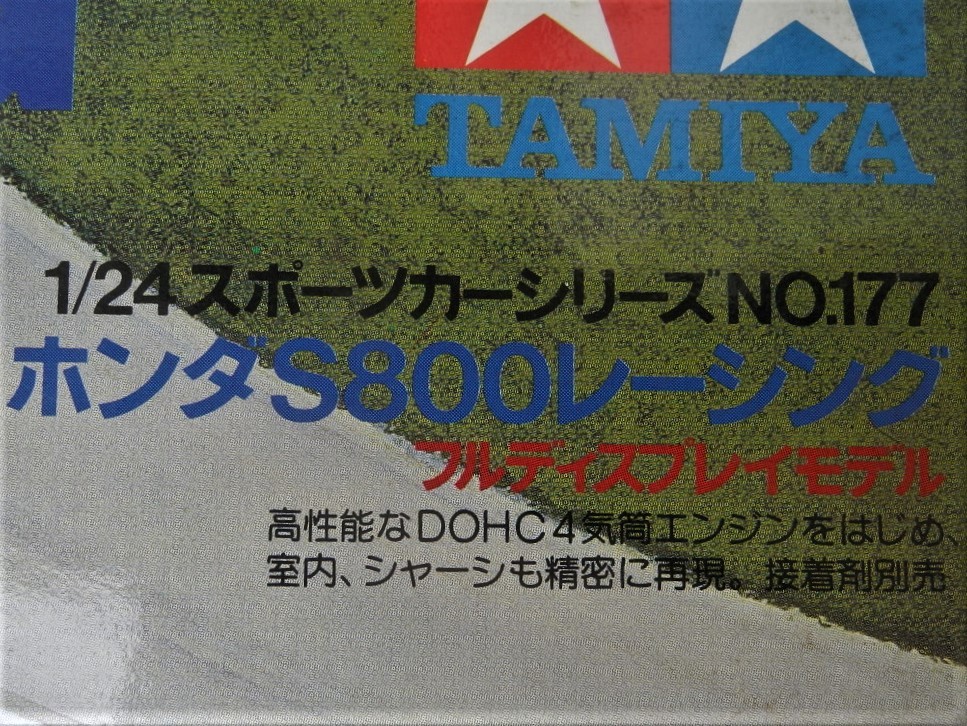 TAMIYA
1/24スポーツカーシリーズNO.177
ホンダS800レーシング
フルディスプレイモデル
高性能なDOHC4気筒エンジンをはじめ、
室内、シャーシも精密に再現。接着剤別売